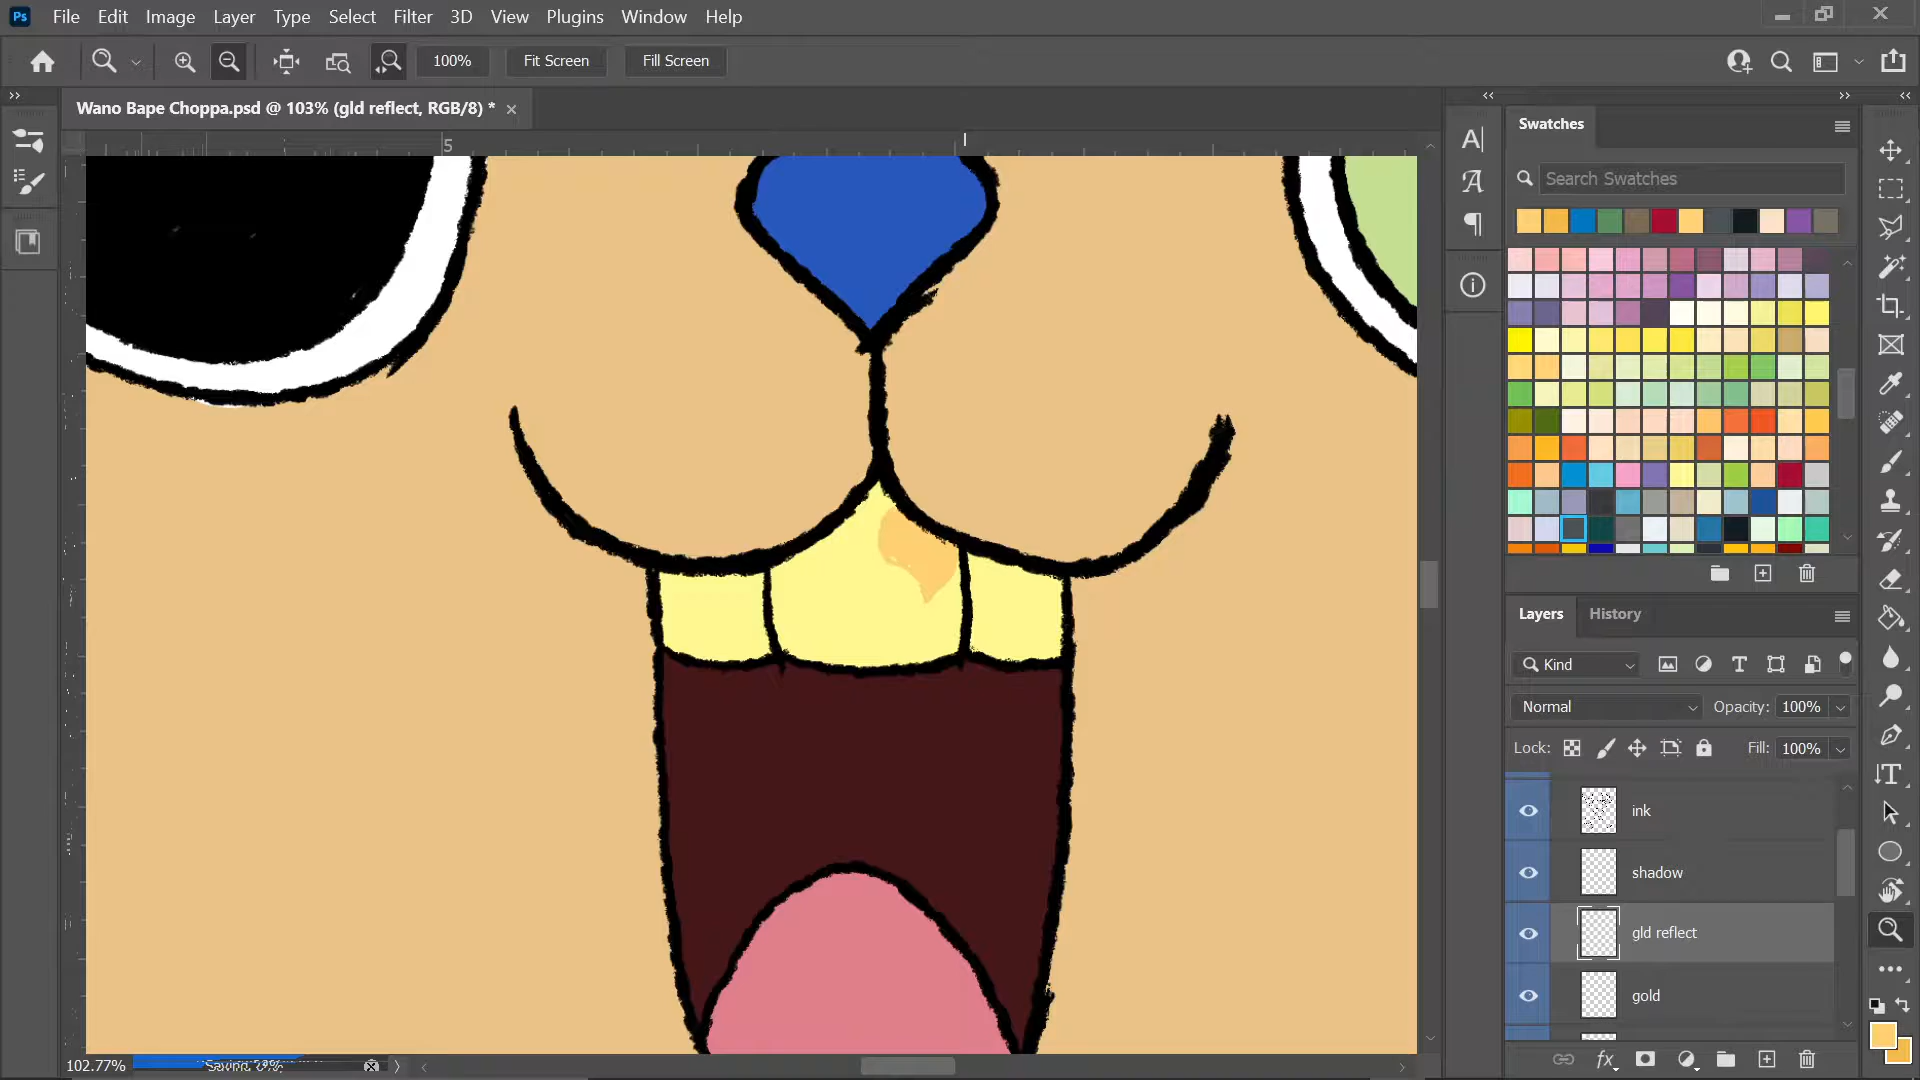 Ps File Edit Image Layer Type Select Filter 3D View Plugins Window Help
100% Fit Screen Fill Screen
Wano Bape Choppa.psd @ 103% (gld reflect, RGB/8) *
5
Swatches
Search Swatches
Layers History
Kind
Normal Opacity: 100%
Lock: Fill: 100%
ink
shadow
gld reflect
gold
fx
102.77%